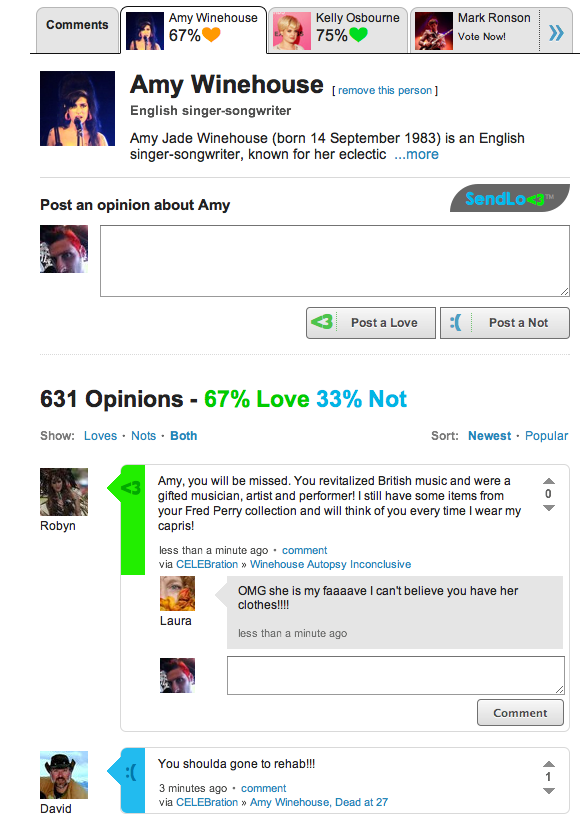 Comments
Amy Winehouse
67%
Kelly Osbourne
75%
Mark Ronson
Vote Now!
»
Amy Winehouse [ remove this person ]
English singer-songwriter
Amy Jade Winehouse (born 14 September 1983) is an English
singer-songwriter, known for her eclectic ...more
Post an opinion about Amy
SendLo<3™
<3 Post a Love
:( Post a Not
631 Opinions - 67% Love 33% Not
Show: Loves · Nots · Both
Sort: Newest · Popular
Robyn
<3
Amy, you will be missed. You revitalized British music and were a
gifted musician, artist and performer! I still have some items from
your Fred Perry collection and will think of you every time I wear my
capris!
0
less than a minute ago · comment
via CELEBration » Winehouse Autopsy Inconclusive
Laura
OMG she is my faaaave I can't believe you have her
clothes!!!!
less than a minute ago
Comment
David
:(
You shoulda gone to rehab!!!
1
3 minutes ago · comment
via CELEBration » Amy Winehouse, Dead at 27